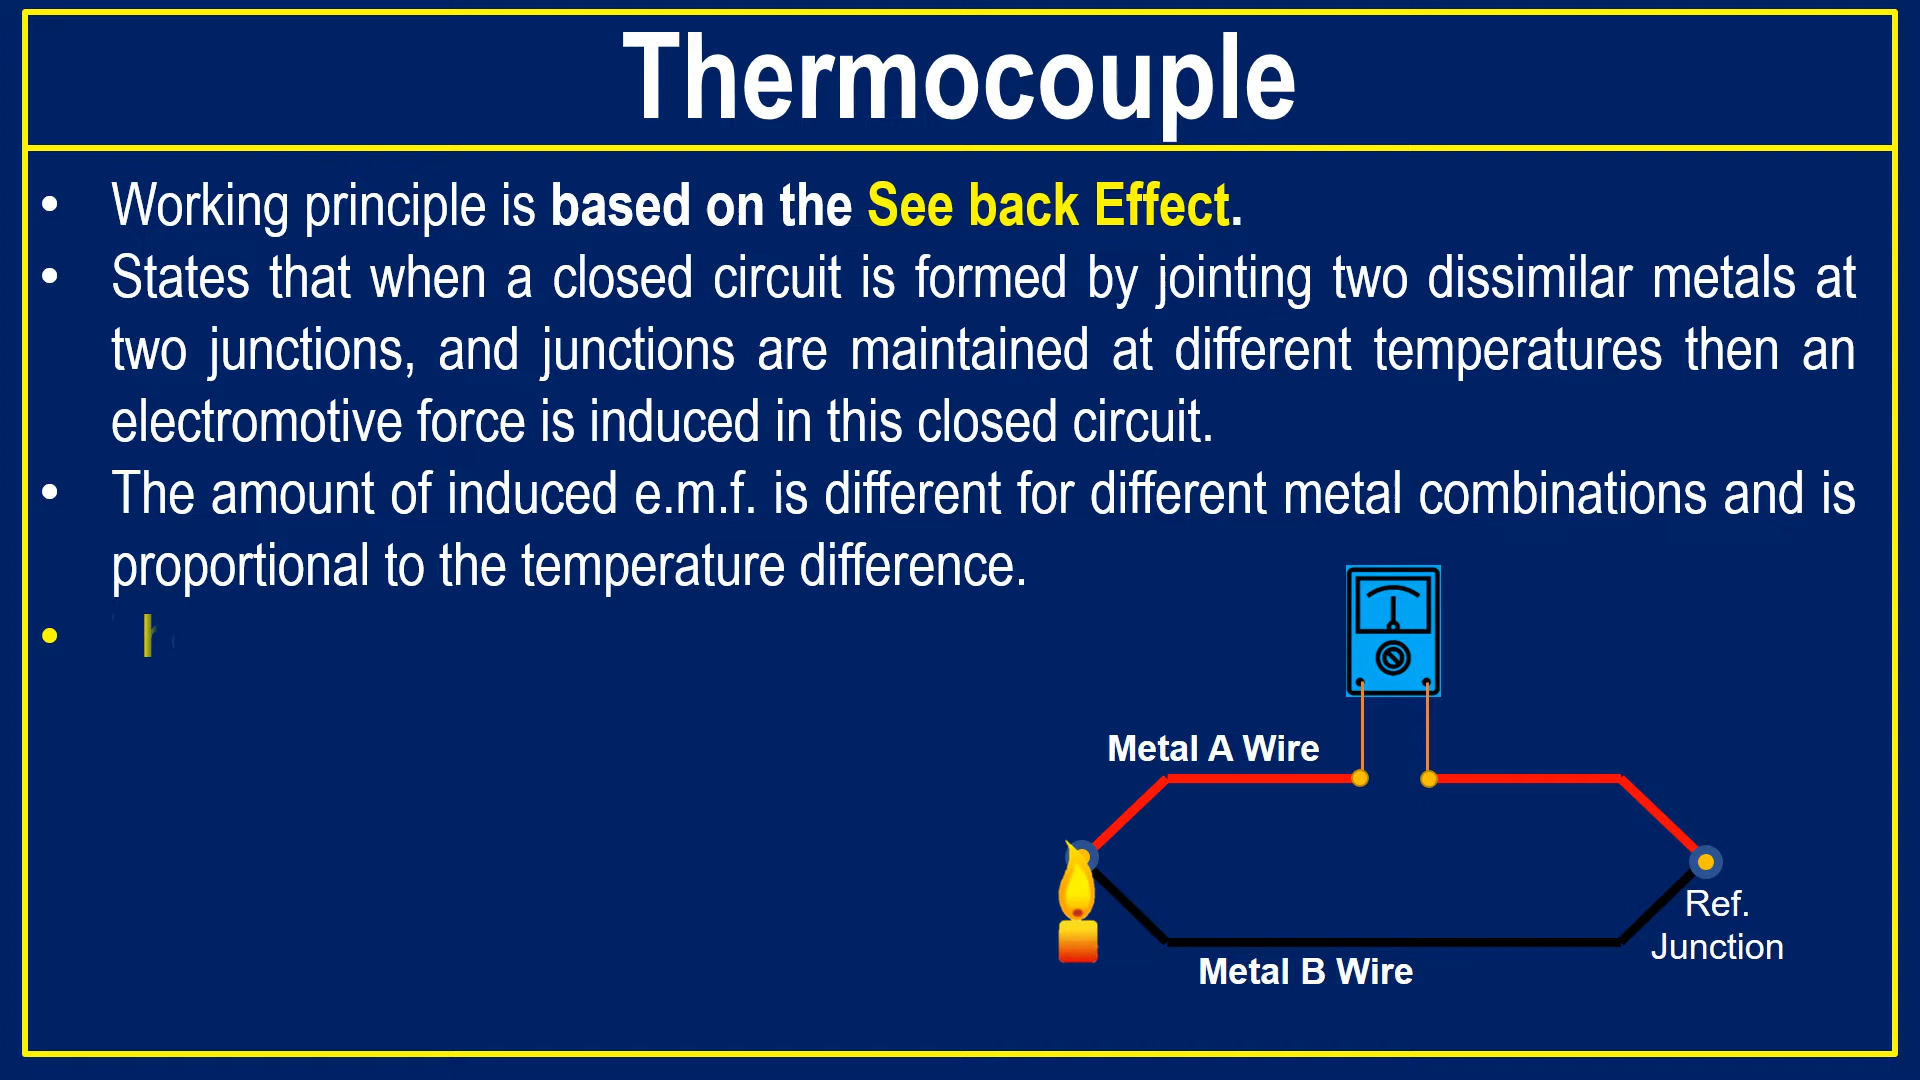 Thermocouple
• Working principle is based on the See back Effect.
• States that when a closed circuit is formed by jointing two dissimilar metals at
two junctions, and junctions are maintained at different temperatures then an
electromotive force is induced in this closed circuit.
• The amount of induced e.m.f. is different for different metal combinations and is
proportional to the temperature difference.
•
Metal A Wire
Ref.
Junction
Metal B Wire